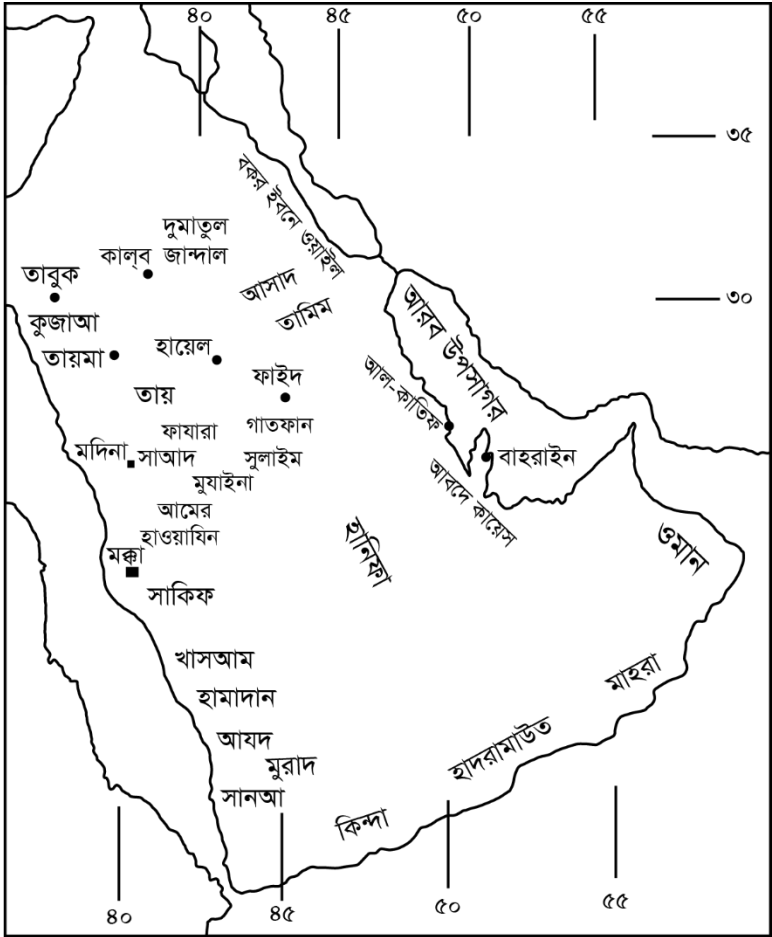 ৪০
৪৫
৫০
৫৫
৩৫
বকর ইবনে ওয়াইল
দুমাতুল
কাল্‌ব জান্দাল
তাবুক
আসাদ
৩০
কুজাআ
তামিম
আরব উপসাগর
তায়মা
হায়েল
ফাইদ
তায়
আল-কাতিফ
ফাযারা
গাতফান
মদিনা
সাআদ
সুলাইম
বাহরাইন
মুযাইনা
আবদে কায়েস
আমের
হাওয়াযিন
হানিফা
ওমান
মক্কা
সাকিফ
খাসআম
মাহরা
হামাদান
আযদ
হাদরামাউত
মুরাদ
সানআ
কিন্দা
৪০
৪৫
৫০
৫৫